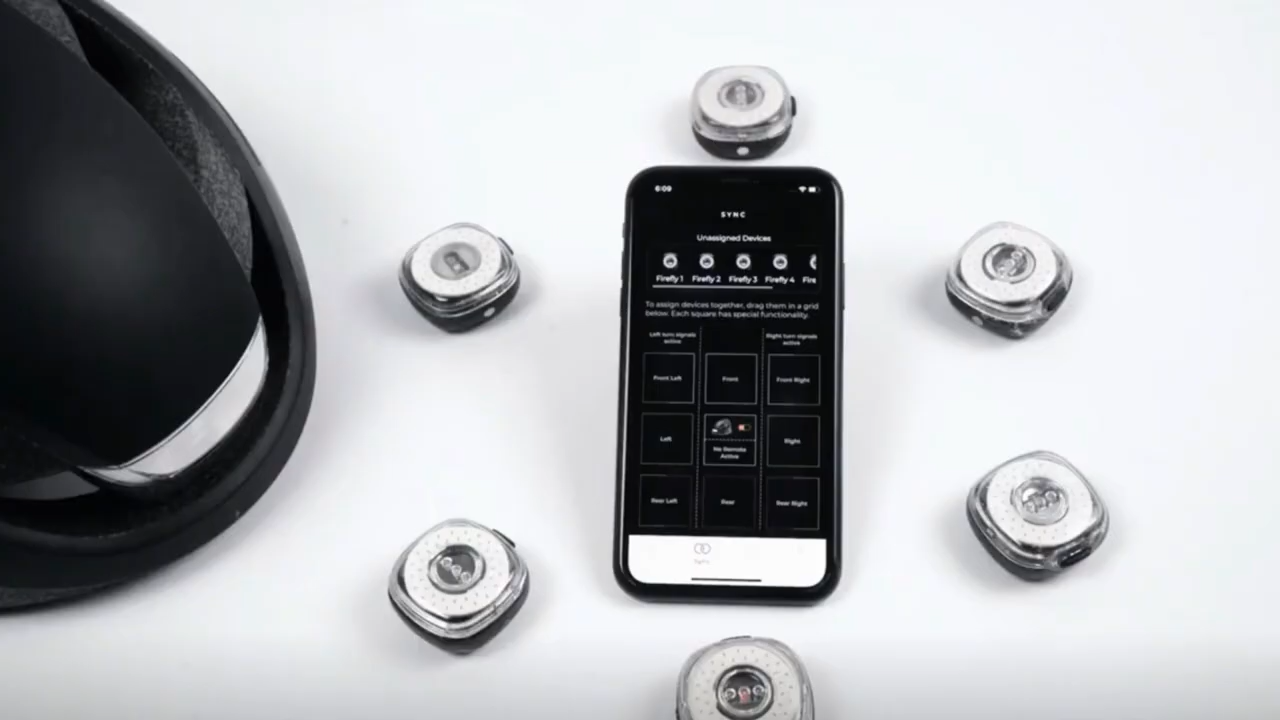 6:09
SYNC
Unassigned Devices
Firefly 1 Firefly 2 Firefly 3 Firefly 4 Fire
To assign devices together, drag them in a grid
below. Each square has special functionality.
Left turn signals
active
Right turn signals
active
Front Left Front Front Right
Left
No Remote
Active
Right
Rear Left Rear Rear Right
Sync